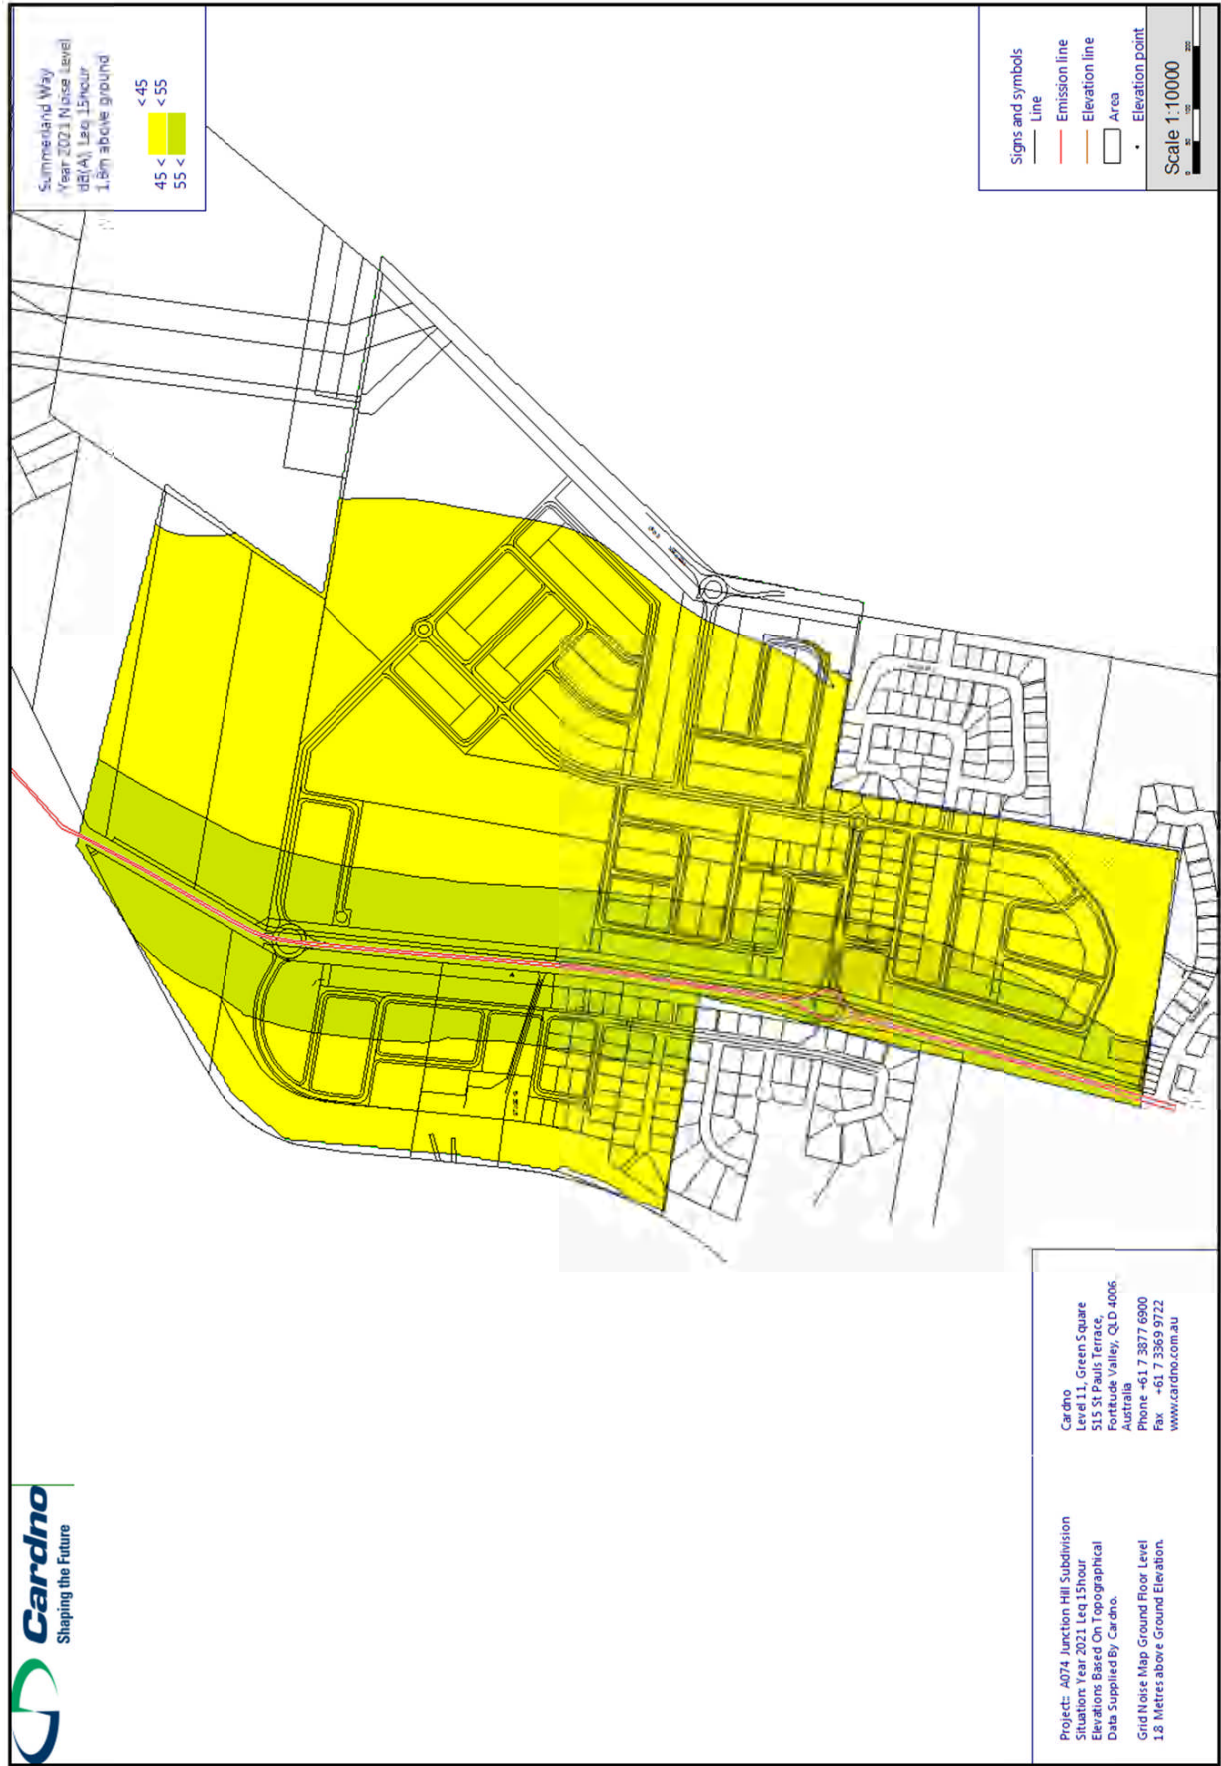 Cardno
Shaping the Future
Summerland Way
Year 2021 Noise Level
dB(A) Leq 15hour
1.8m above ground
<45
45 < <55
55 <
Signs and symbols
Line
Emission line
Elevation line
Area
Elevation point
Scale 1:10000
0 50 100 200
Project: A074 Junction Hill Subdivision
Situation: Year 2021 Leq 15hour
Elevations Based On Topographical
Data Supplied By Cardno.
Grid Noise Map Ground Floor Level
1.8 Metres above Ground Elevation.
Cardno
Level 11, Green Square
515 St Pauls Terrace,
Fortitude Valley, QLD 4006
Australia
Phone +61 7 3877 6900
Fax +61 7 3369 9722
www.cardno.com.au